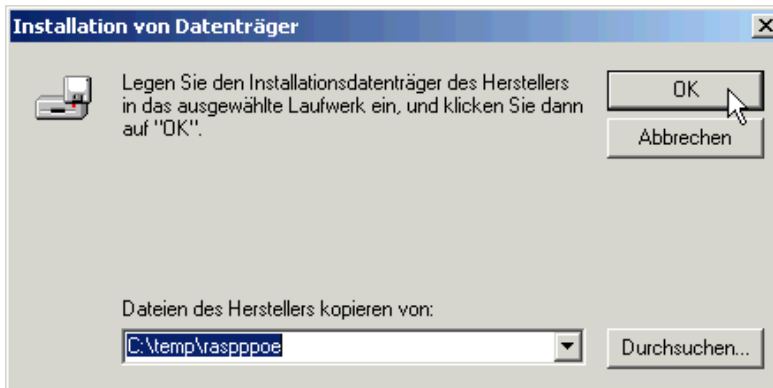 Installation von Datenträger
Legen Sie den Installationsdatenträger des Herstellers
in das ausgewählte Laufwerk ein, und klicken Sie dann
auf "OK".
OK
Abbrechen
Dateien des Herstellers kopieren von:
C:\temp\raspppoe
Durchsuchen...